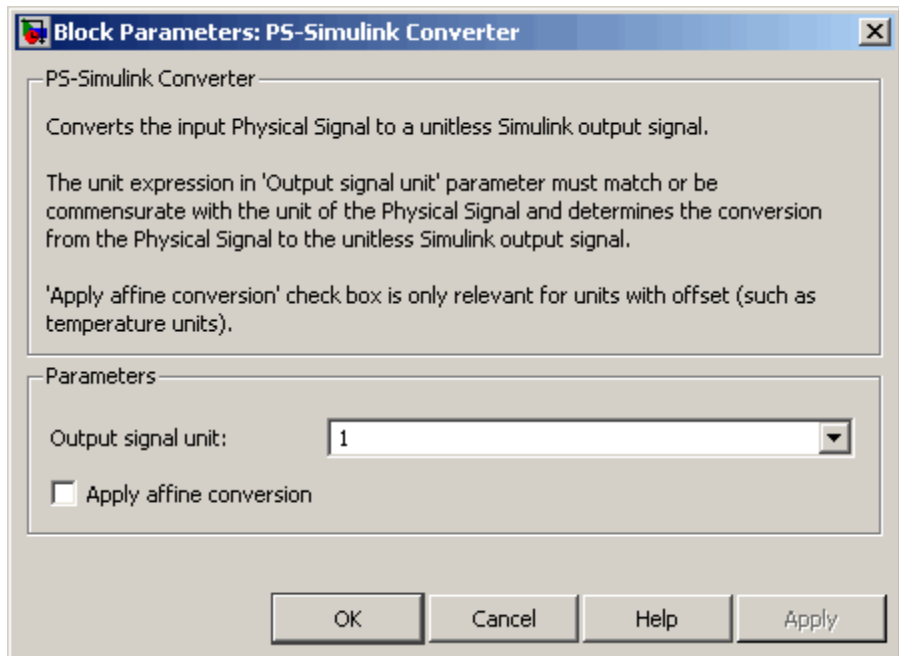 Block Parameters: PS-Simulink Converter
PS-Simulink Converter
Converts the input Physical Signal to a unitless Simulink output signal.
The unit expression in 'Output signal unit' parameter must match or be
commensurate with the unit of the Physical Signal and determines the conversion
from the Physical Signal to the unitless Simulink output signal.
'Apply affine conversion' check box is only relevant for units with offset (such as
temperature units).
Parameters
Output signal unit: 1
Apply affine conversion
OK Cancel Help Apply